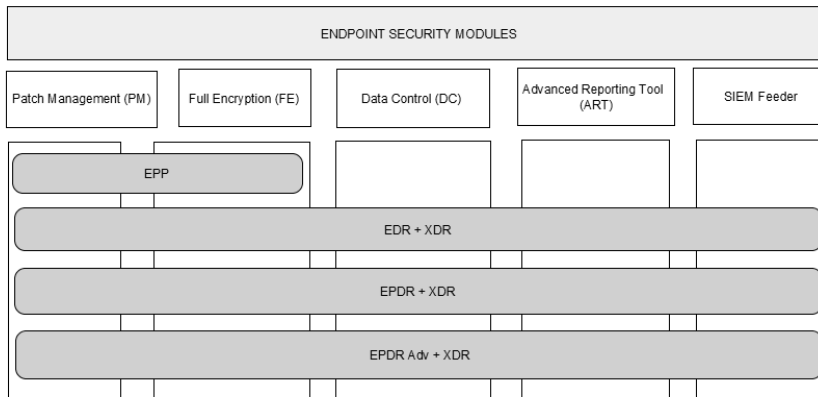 ENDPOINT SECURITY MODULES
Patch Management (PM)
Full Encryption (FE)
Data Control (DC)
Advanced Reporting Tool
(ART)
SIEM Feeder
EPP
EDR + XDR
EPDR + XDR
EPDR Adv + XDR